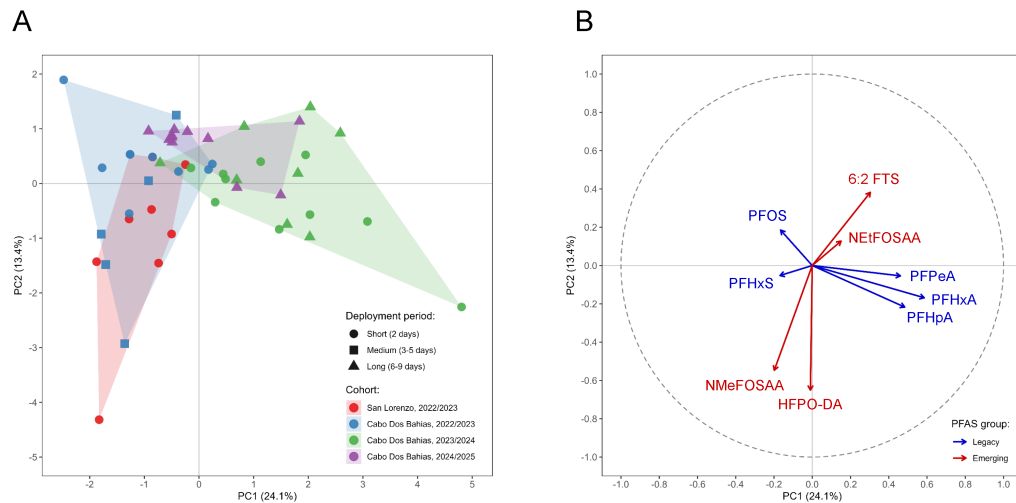 A
2
1
0
-1
-2
-3
-4
-5
PC2 (13.4%)
-2
-1
0
1
2
3
4
5
PC1 (24.1%)
Deployment period:
Short (2 days)
Medium (3-5 days)
Long (6-9 days)
Cohort:
San Lorenzo, 2022/2023
Cabo Dos Bahias, 2022/2023
Cabo Dos Bahias, 2023/2024
Cabo Dos Bahias, 2024/2025
B
1.0
0.8
0.6
0.4
0.2
0.0
-0.2
-0.4
-0.6
-0.8
-1.0
PC2 (13.4%)
6:2 FTS
PFOS
NEtFOSAA
PFHxS
PFPeA
PFHxA
PFHpA
NMeFOSAA
HFPO-DA
PFAS group:
Legacy
Emerging
-1.0
-0.8
-0.6
-0.4
-0.2
0.0
0.2
0.4
0.6
0.8
1.0
PC1 (24.1%)